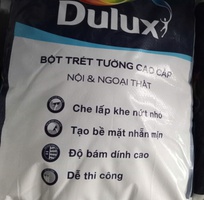 Dulux
BỘT TRÉT TƯỜNG CAO CẤP
NỘI & NGOẠI THẤT
Che lấp khe nứt nhỏ
Tạo bề mặt nhẵn mịn
Độ bám dính cao
Dễ thi công